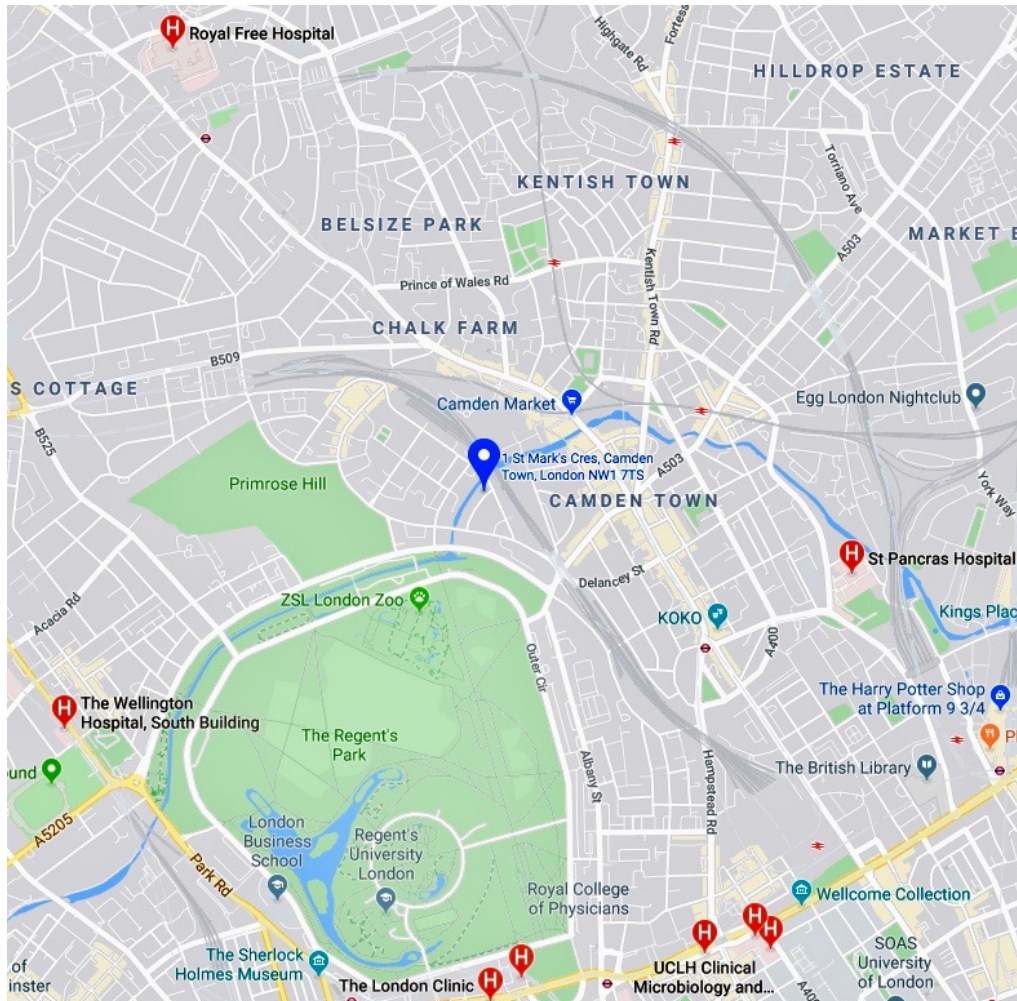 H
Royal Free Hospital
Highgate Rd
Fortess
HILLDROP ESTATE
KENTISH TOWN
Torriano Ave
BELSIZE PARK
A503
MARKET E
Prince of Wales Rd
Kentish Town Rd
CHALK FARM
B509
S COTTAGE
Camden Market
Egg London Nightclub
B525
1 St Mark's Cres, Camden
Town, London NW1 7TS
A503
Primrose Hill
CAMDEN TOWN
York Way
H
St Pancras Hospital
Delancey St
ZSL London Zoo
Acacia Rd
KOKO
Kings Plac
A400
Outer Cir
H
The Wellington
Hospital, South Building
The Harry Potter Shop
at Platform 9 3/4
The Regent's
Park
P
und
The British Library
Albany St
Hampstead Rd
A5205
London
Business
School
Regent's
University
London
Park Rd
Royal College
of Physicians
Wellcome Collection
H
H
H
The Sherlock
Holmes Museum
of
inster
H
The London Clinic
H
UCLH Clinical
Microbiology and...
SOAS
University
of London
A400